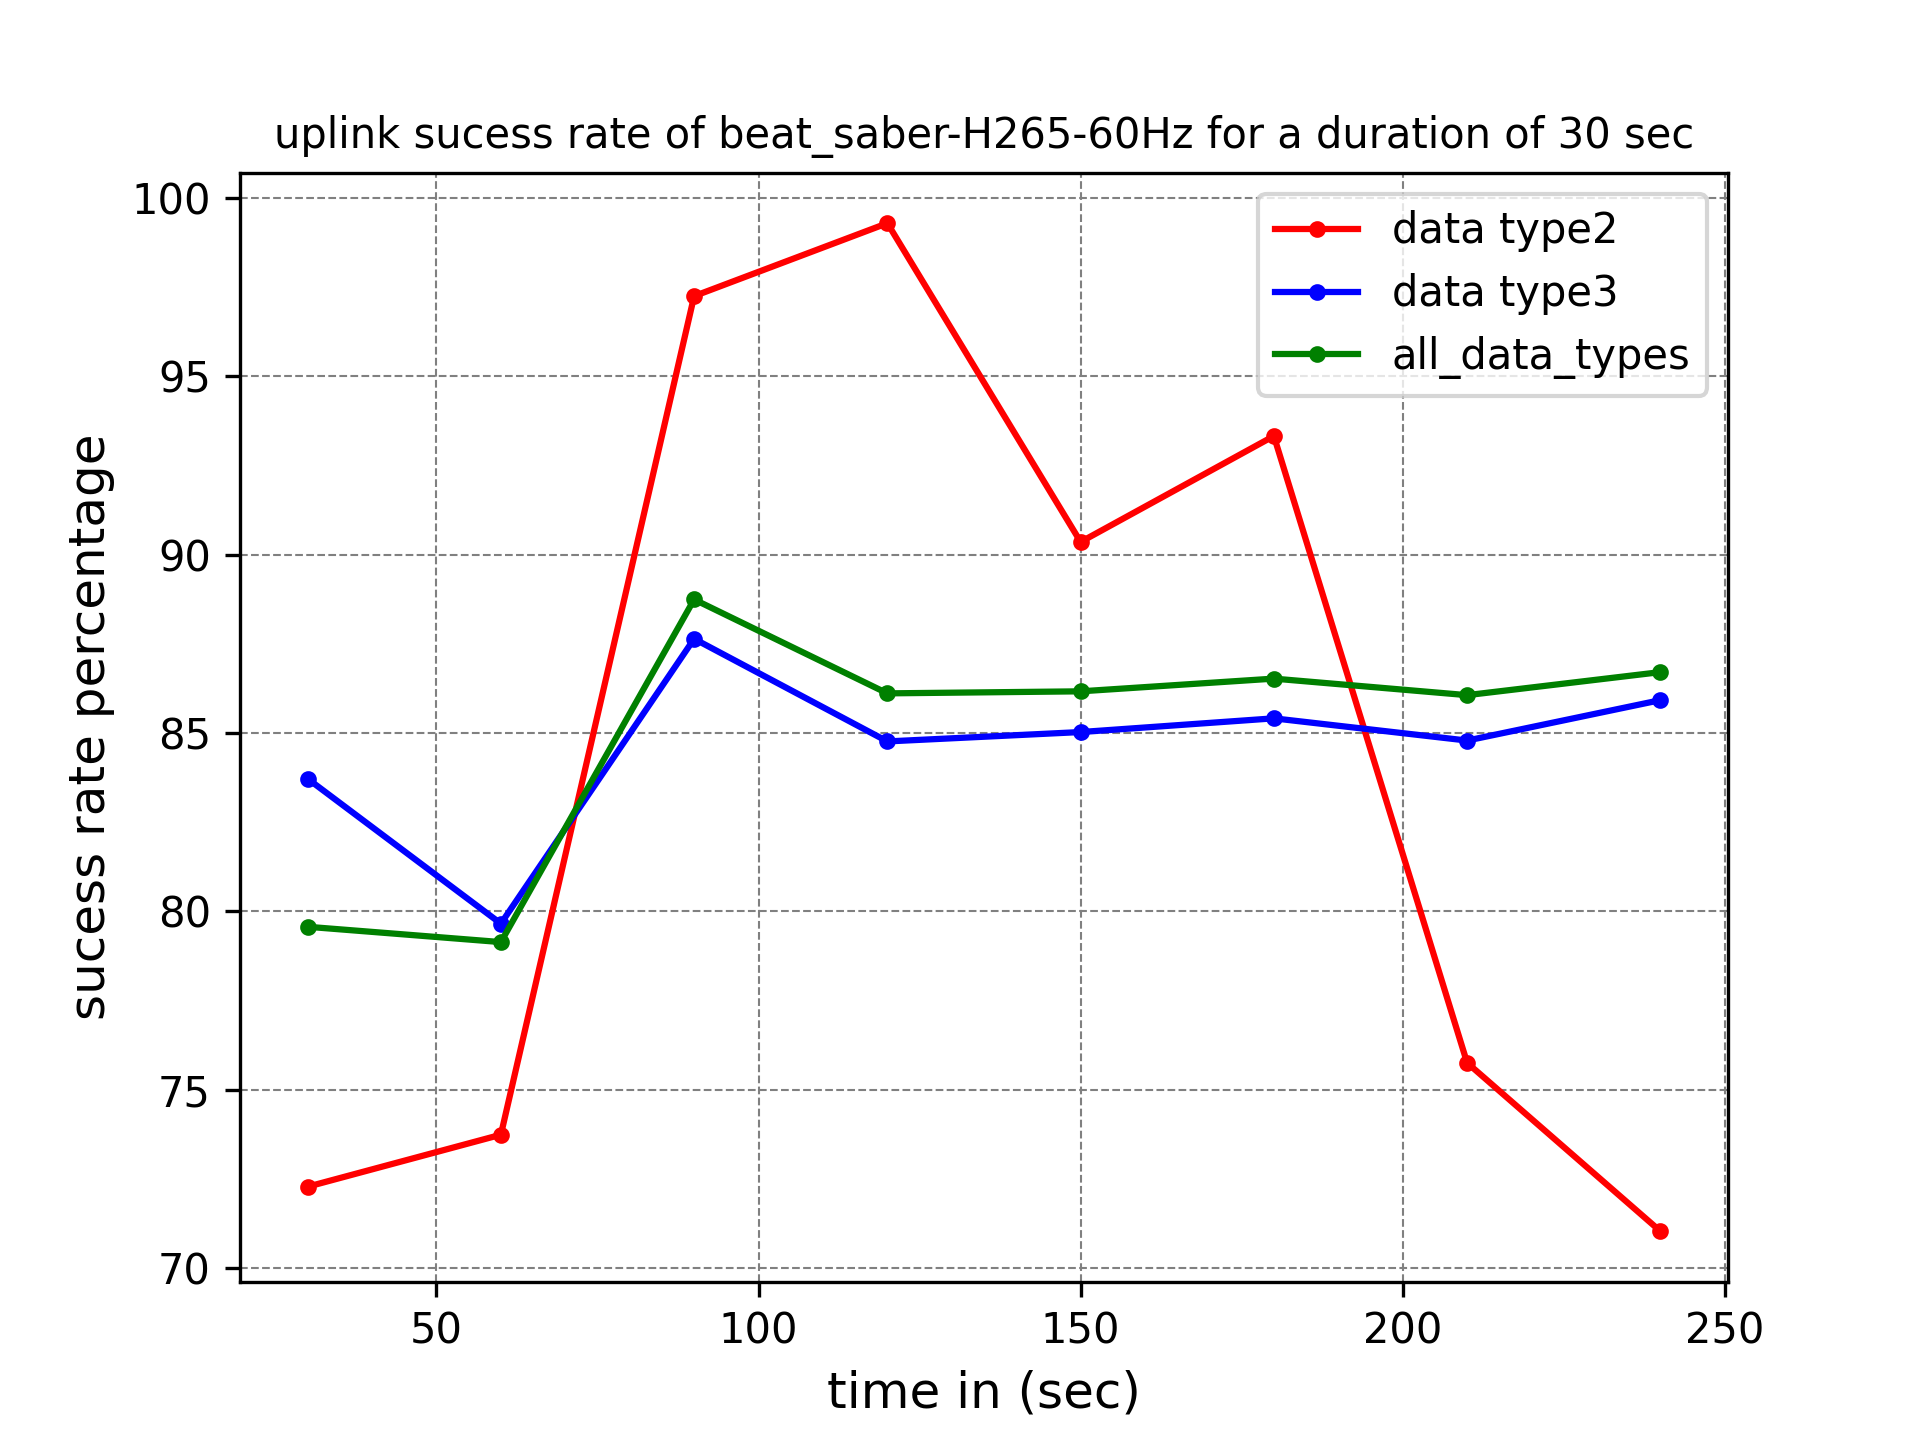 uplink sucess rate of beat_saber-H265-60Hz for a duration of 30 sec
100
95
90
85
80
75
70
sucess rate percentage
data type2
data type3
all_data_types
50 100 150 200 250
time in (sec)